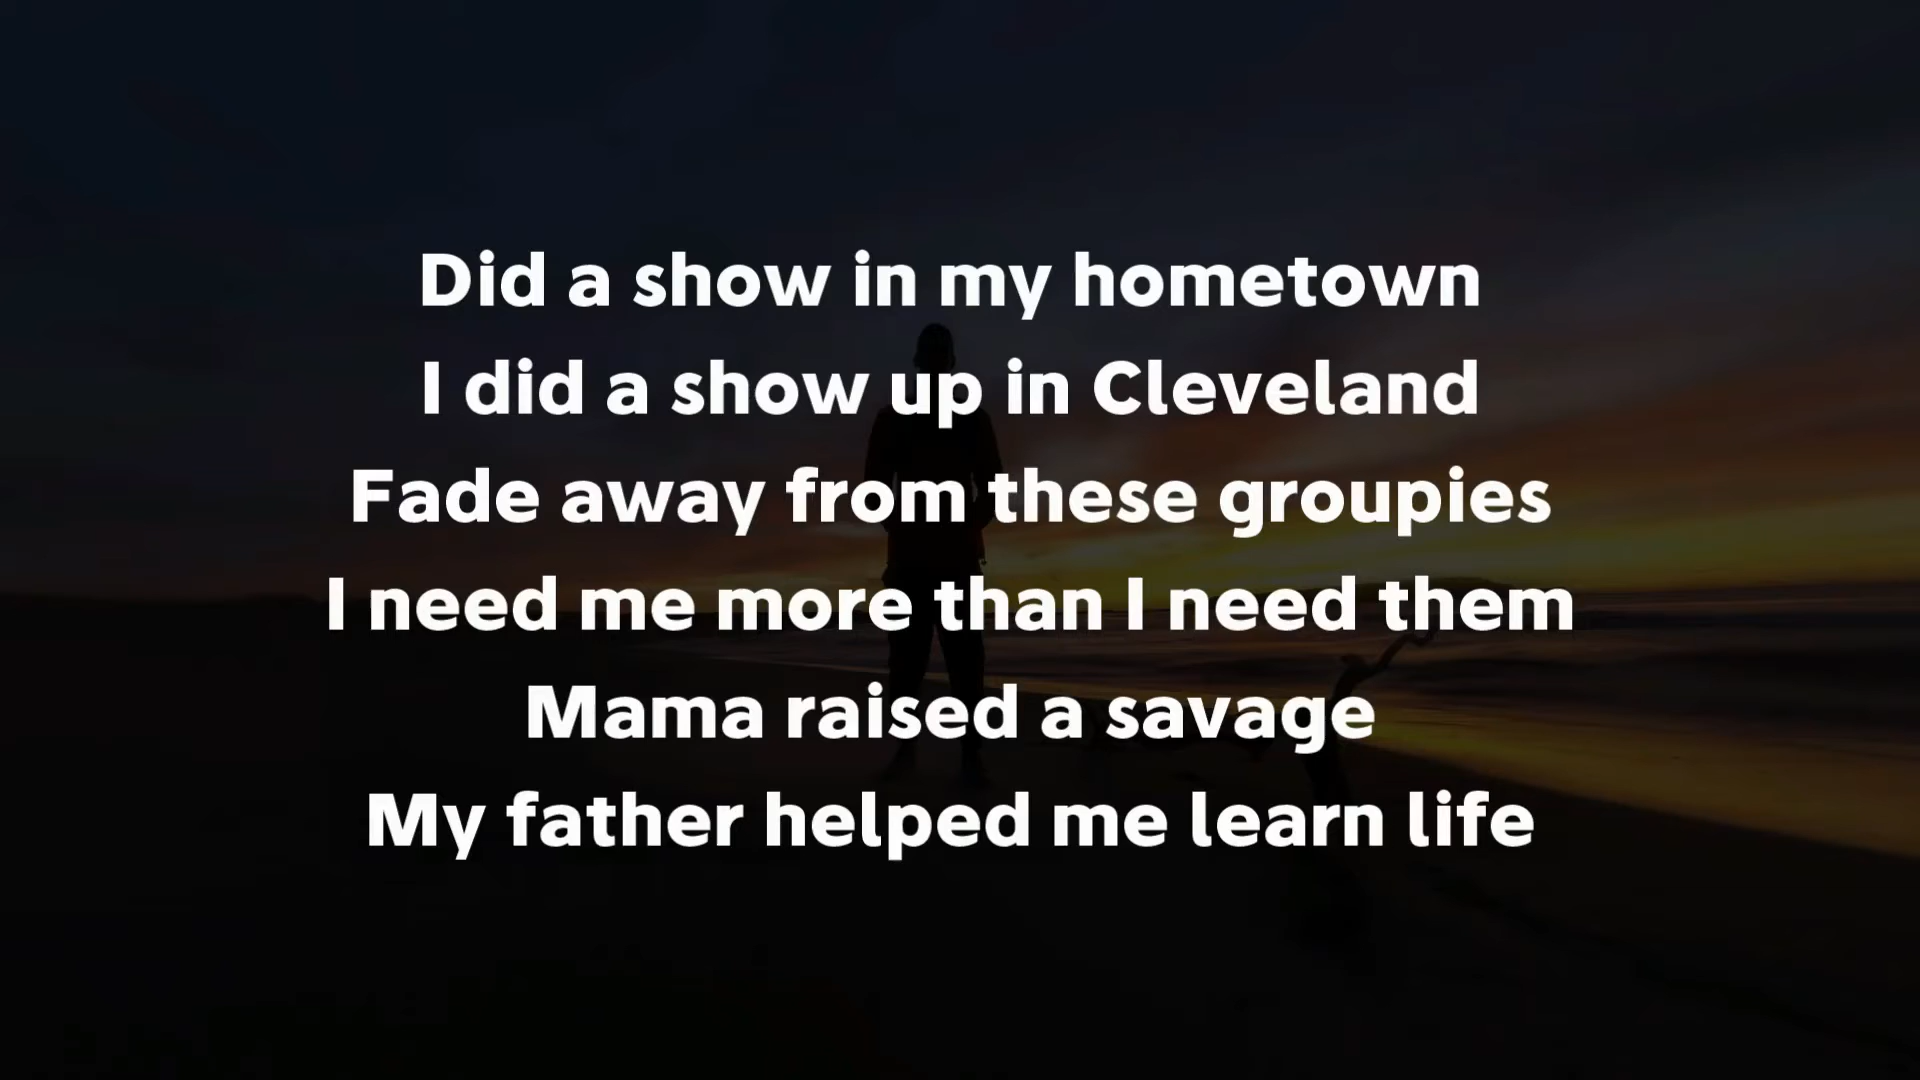 Did a show in my hometown
I did a show up in Cleveland
Fade away from these groupies
I need me more than I need them
Mama raised a savage
My father helped me learn life